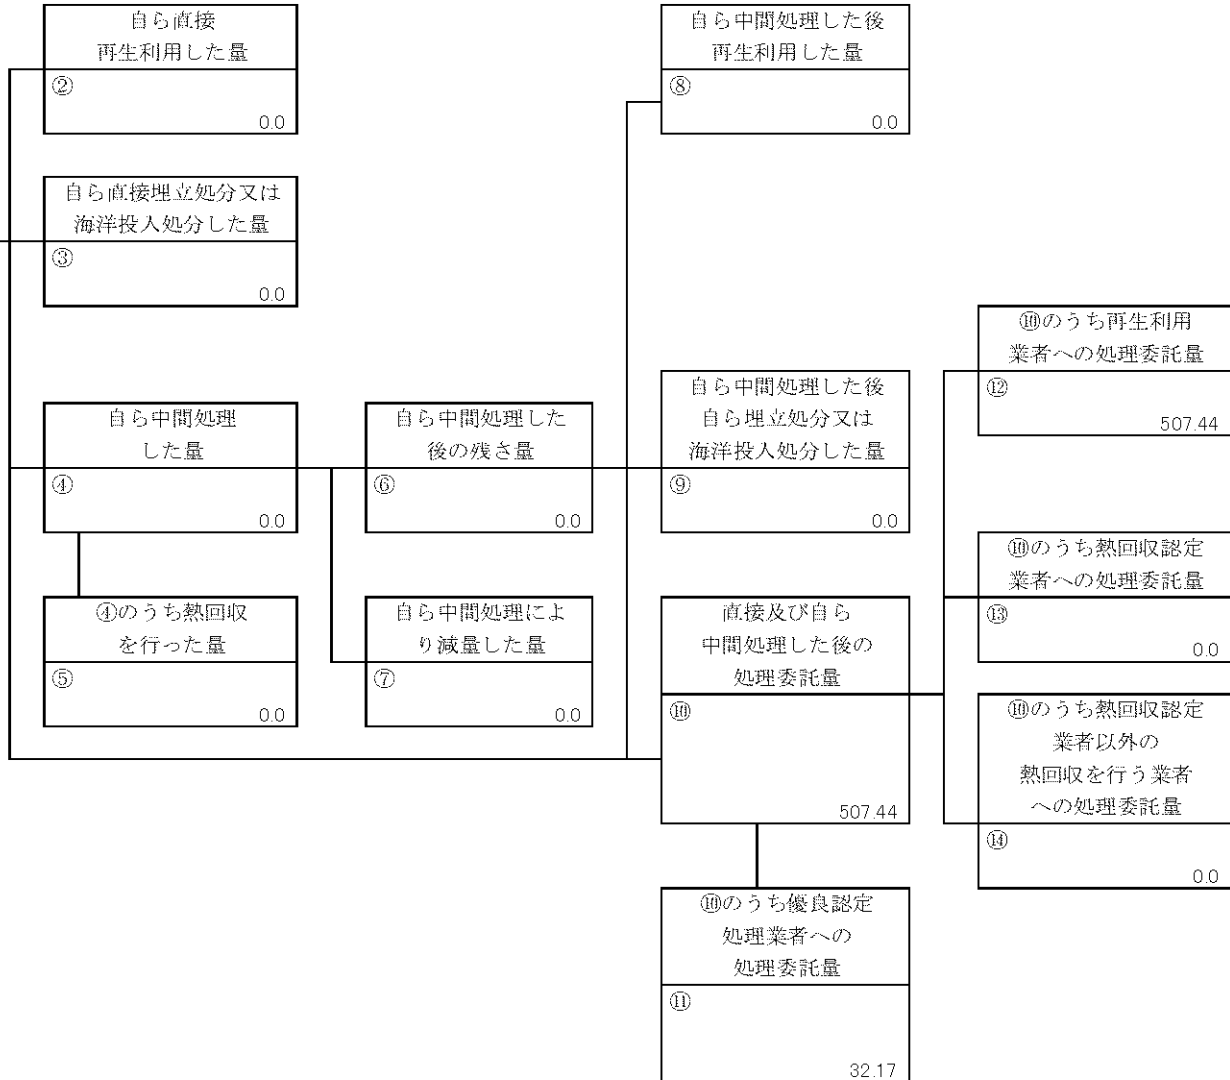 自ら直接
再生利用した量
②
0.0
自ら中間処理した後
再生利用した量
⑧
0.0
自ら直接埋立処分又は
海洋投入処分した量
③
0.0
⑩のうち再生利用
業者への処理委託量
⑫
507.44
自ら中間処理
した量
④
0.0
自ら中間処理した
後の残さ量
⑥
0.0
自ら中間処理した後
自ら埋立処分又は
海洋投入処分した量
⑨
0.0
⑩のうち熱回収認定
業者への処理委託量
⑬
0.0
④のうち熱回収
を行った量
⑤
0.0
自ら中間処理によ
り減量した量
⑦
0.0
直接及び自ら
中間処理した後の
処理委託量
⑩
507.44
⑩のうち熱回収認定
業者以外の
熱回収を行う業者
への処理委託量
⑭
0.0
⑩のうち優良認定
処理業者への
処理委託量
⑪
32.17